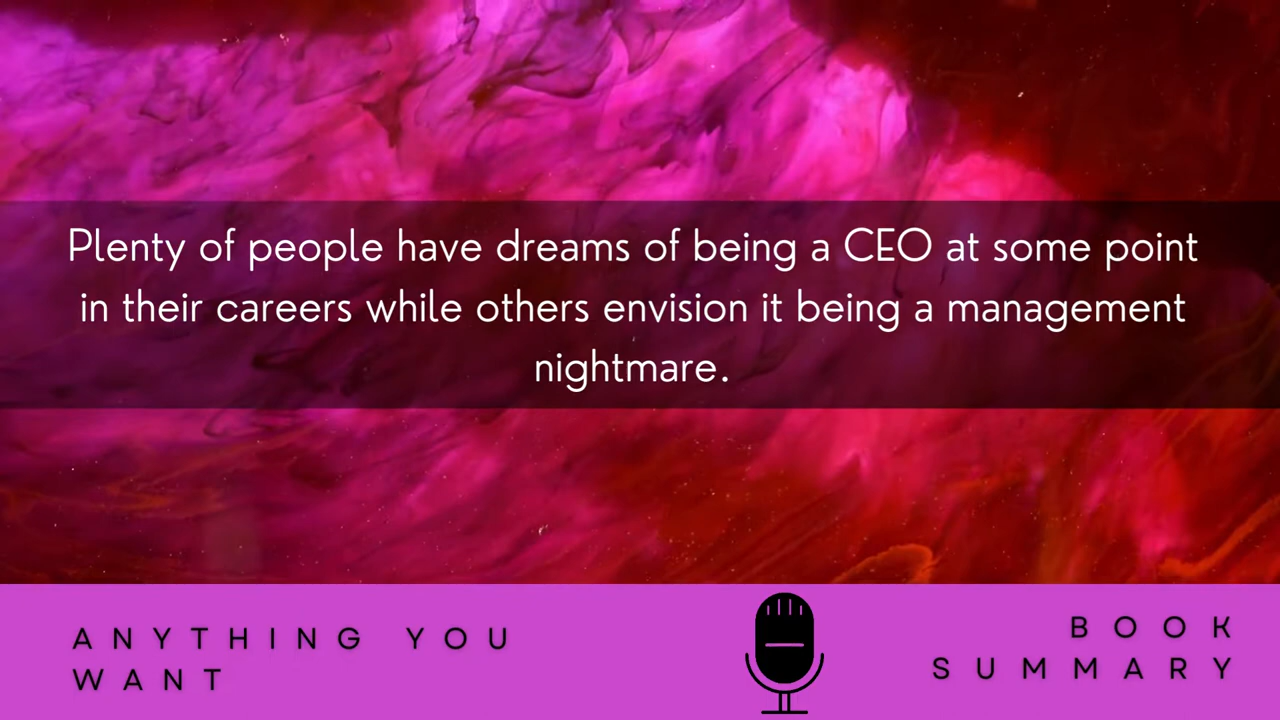 Plenty of people have dreams of being a CEO at some point
in their careers while others envision it being a management
nightmare.
ANYTHING YOU
WANT
BOOK
SUMMARY